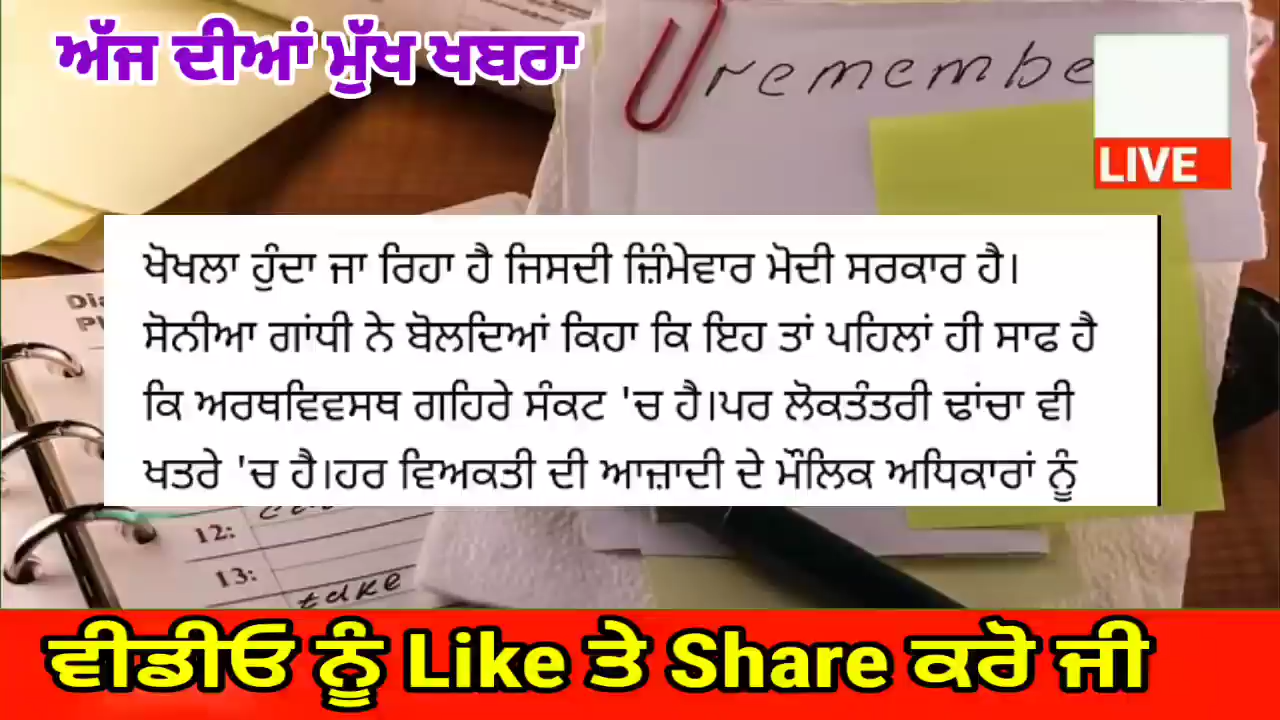 ਅੱਜ ਦੀਆਂ ਮੁੱਖ ਖਬਰਾ
remembe
LIVE
ਖੋਖਲਾ ਹੁੰਦਾ ਜਾ ਰਿਹਾ ਹੈ ਜਿਸਦੀ ਜ਼ਿੰਮੇਵਾਰ ਮੋਦੀ ਸਰਕਾਰ ਹੈ।
ਸੋਨੀਆ ਗਾਂਧੀ ਨੇ ਬੋਲਦਿਆਂ ਕਿਹਾ ਕਿ ਇਹ ਤਾਂ ਪਹਿਲਾਂ ਹੀ ਸਾਫ ਹੈ
ਕਿ ਅਰਥਵਿਵਸਥ ਗਹਿਰੇ ਸੰਕਟ 'ਚ ਹੈ।ਪਰ ਲੋਕਤੰਤਰੀ ਢਾਂਚਾ ਵੀ
ਖਤਰੇ 'ਚ ਹੈ।ਹਰ ਵਿਅਕਤੀ ਦੀ ਆਜ਼ਾਦੀ ਦੇ ਮੌਲਿਕ ਅਧਿਕਾਰਾਂ ਨੂੰ
12:
13:
take
ਵੀਡੀਓ ਨੂੰ Like ਤੇ Share ਕਰੋ ਜੀ